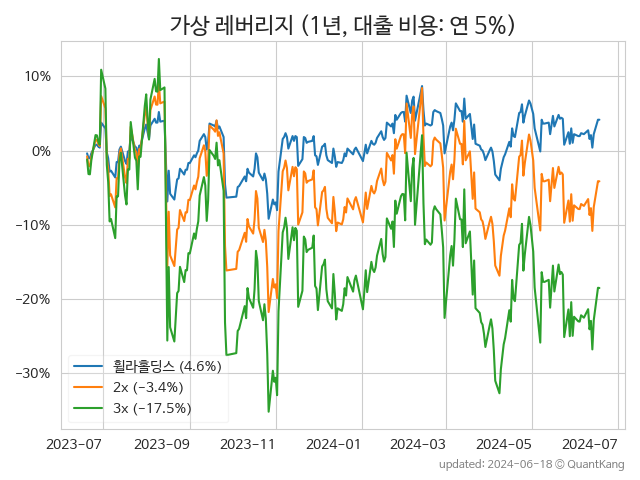 가상 레버리지 (1년, 대출 비용: 연 5%)
10%
0%
−10%
−20%
−30%
휠라홀딩스 (4.6%)
2x (−3.4%)
3x (−17.5%)
2023-07 2023-09 2023-11 2024-01 2024-03 2024-05 2024-07
updated: 2024-06-18 © QuantKang